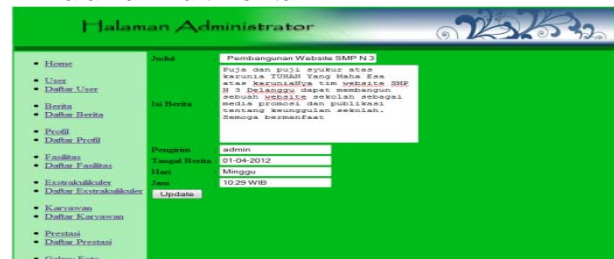 Halaman Administrator
Home
User
Daftar User
Berita
Daftar Berita
Profil
Daftar Profil
Fasilitas
Daftar Fasilitas
Exstrakulikuler
Daftar Exstrakulikuler
Karyawan
Daftar Karyawan
Prestasi
Daftar Prestasi
Judul Pembangunan Website SMP N 3
Isi Berita
Puja dan puji syukur atas
karunia TUHAN Yang Maha Esa
atas karuniaNya tim website SMP
N 3 Delanggu dapat membangun
sebuah website sekolah sebagai
media promosi dan publikasi
tentang keunggulan sekolah.
Semoga bermanfaat
Pengirim admin
Tanggal Berita 01-04-2012
Hari Minggu
Jam 10:29 WIB
Update